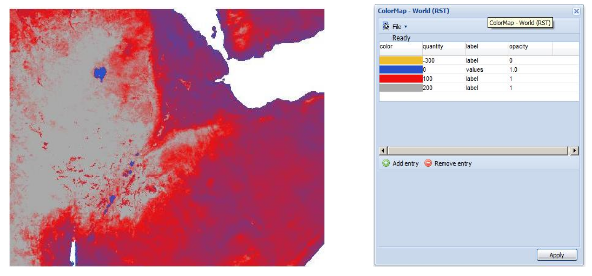 ColorMap - World (RST)
ColorMap - World (RST)
File
Ready
color quantity label opacity
-300 label 0
0 values 1.0
100 label 1
200 label 1
Add entry Remove entry
Apply